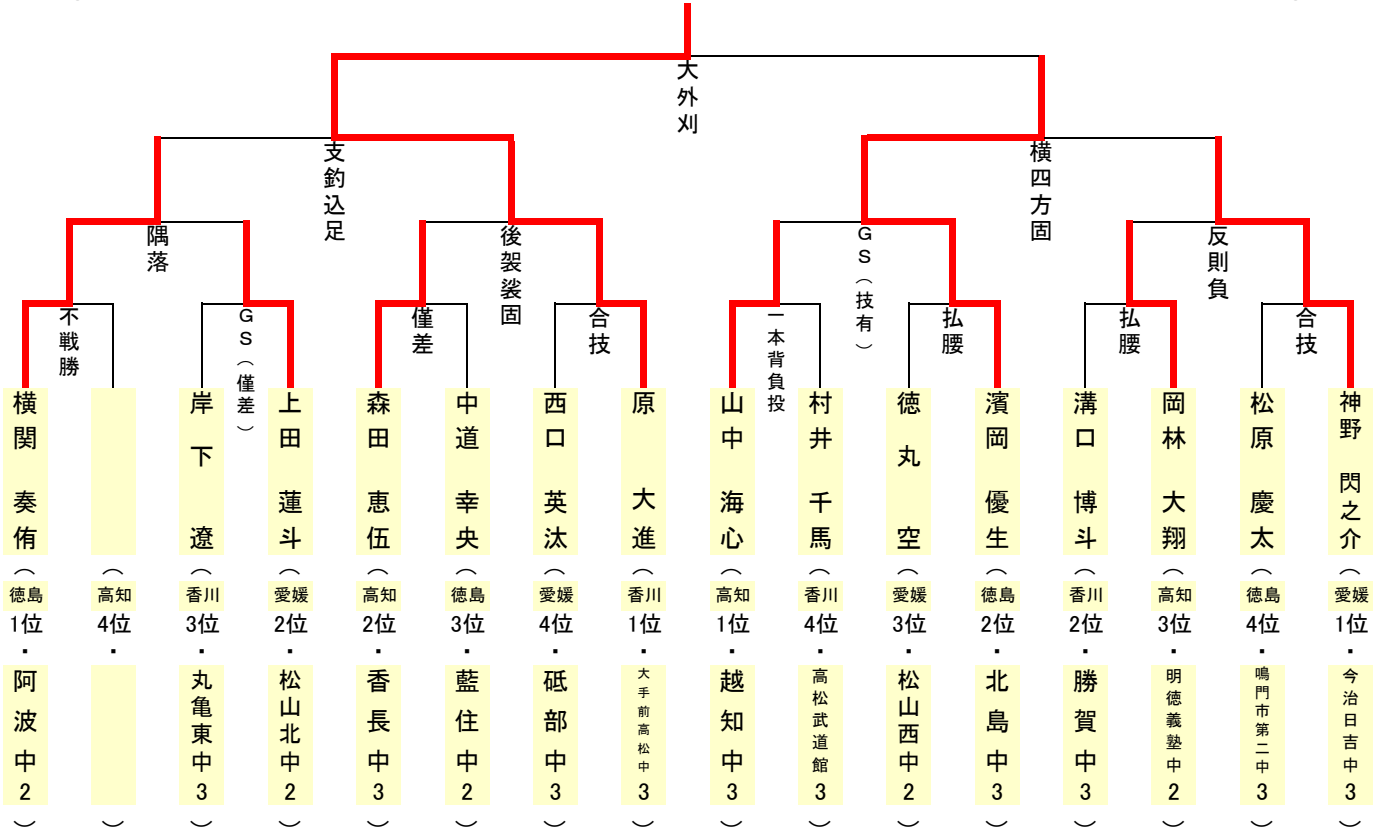 大外刈
支釣込足
横四方固
隅落
後袈裟固
GS（技有）
反則負
不戦勝
GS（僅差）
僅差
合技
一本背負投
払腰
払腰
合技
横関 奏侑（徳島1位・阿波中2）
（高知4位・）
岸下 遼（香川3位・丸亀東中3）
上田 蓮斗（愛媛2位・松山北中2）
森田 恵伍（高知2位・香長中3）
中道 幸央（徳島3位・藍住中2）
西口 英汰（愛媛4位・砥部中3）
原 大進（香川1位・大手前高松中3）
山中 海心（高知1位・越知中3）
村井 千馬（香川4位・高松武道館3）
徳丸 空（愛媛3位・松山西中2）
濱岡 優生（徳島2位・北島中3）
溝口 博斗（香川2位・勝賀中3）
岡林 大翔（高知3位・明徳義塾中2）
松原 慶太（徳島4位・鳴門市第二中3）
神野 閃之介（愛媛1位・今治日吉中3）